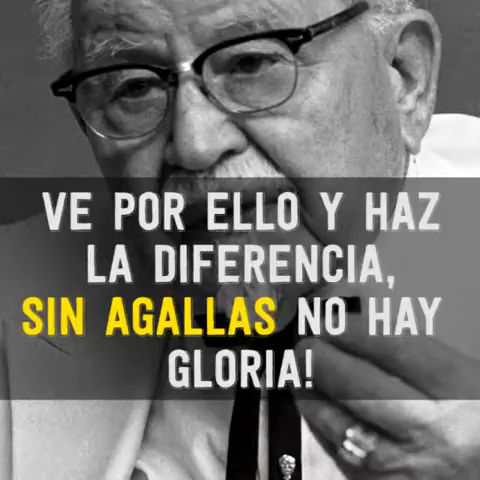 VE POR ELLO Y HAZ
LA DIFERENCIA,
SIN AGALLAS NO HAY
GLORIA!